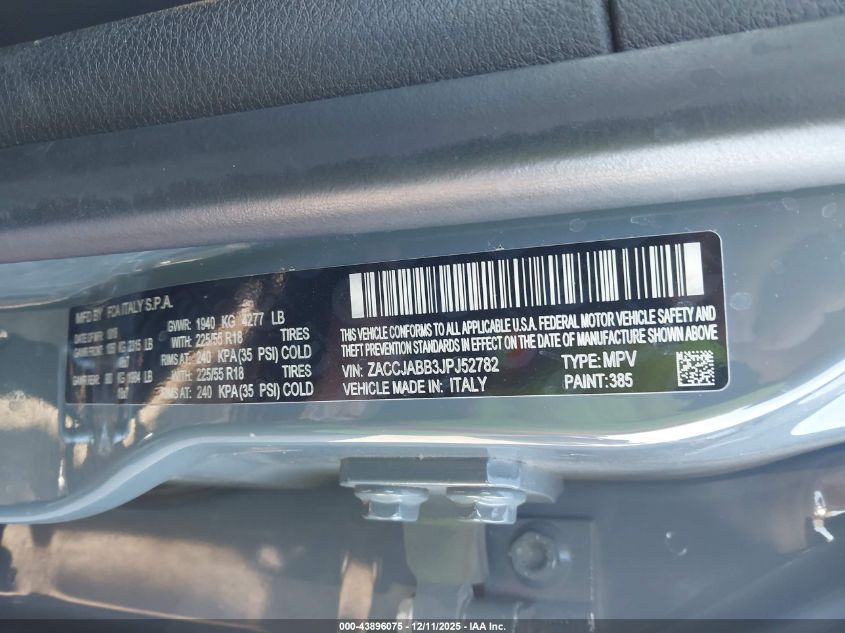 MFD BY FCA ITALY S.P.A.
GVWR: 1940 KG 4277 LB
WITH: 225/55 R18 TIRES
RIMS AT: 240 KPA (35 PSI) COLD
WITH: 225/55 R18 TIRES
RIMS AT: 240 KPA (35 PSI) COLD
THIS VEHICLE CONFORMS TO ALL APPLICABLE U.S.A. FEDERAL MOTOR VEHICLE SAFETY AND
THEFT PREVENTION STANDARDS IN EFFECT ON THE DATE OF MANUFACTURE SHOWN ABOVE
VIN: ZACCJABB3JPJ52782 TYPE: MPV
VEHICLE MADE IN: ITALY PAINT: 385
000-43896075 - 12/11/2025 - IAA Inc.